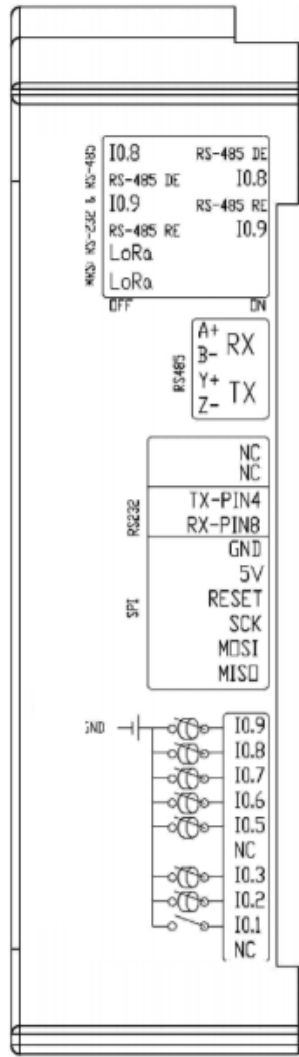 I0.8 RS-485 DE
RS-485 DE I0.8
I0.9 RS-485 RE
RS-485 RE I0.9
LoRa
LoRa
OFF ON
RS-232 & RS-485
A+ RX
B-
Y+ TX
Z-
RS485
NC
NC
TX-PIN4
RX-PIN8
RS232
GND
5V
RESET
SCK
MOSI
MISO
SPI
GND
I0.9
I0.8
I0.7
I0.6
I0.5
NC
I0.3
I0.2
I0.1
NC